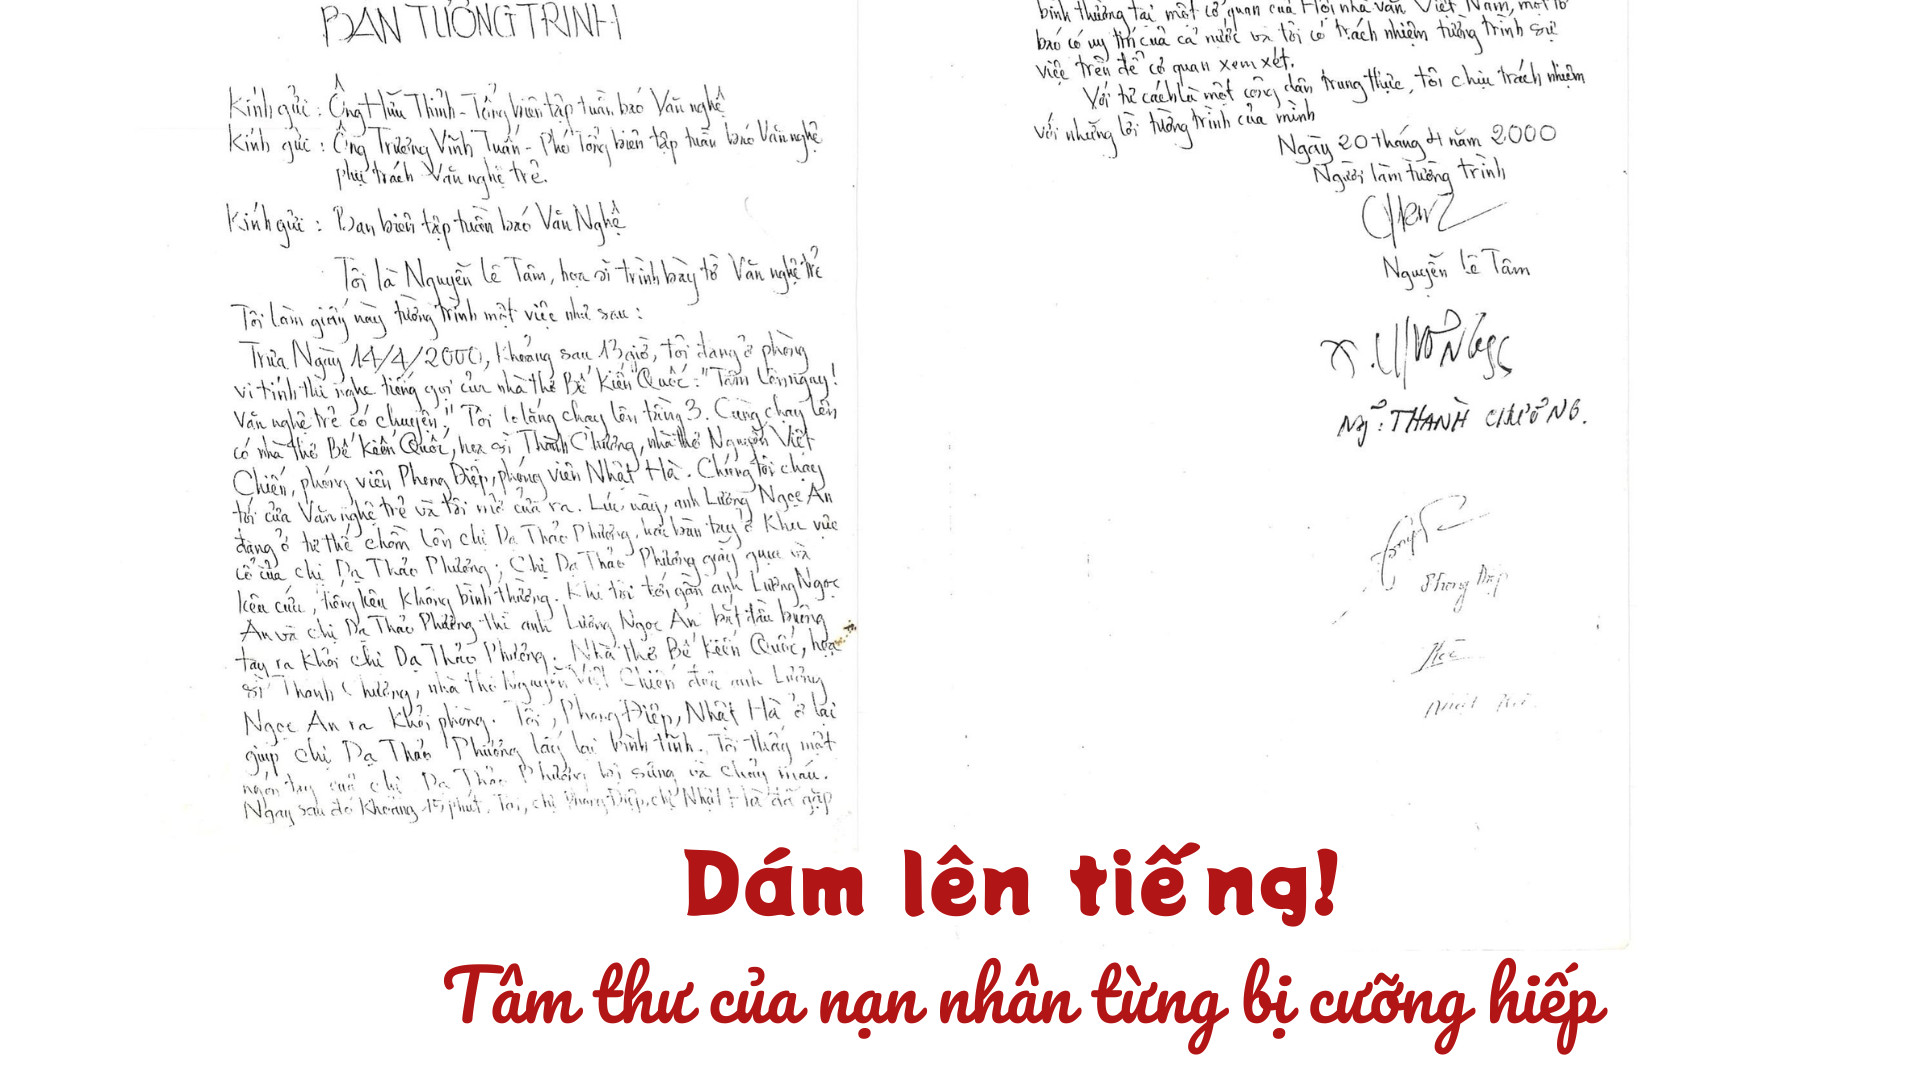 BẢN TƯỜNG TRÌNH
Kính gửi : Ông Hữu Thỉnh - Tổng biên tập tuần báo Văn nghệ
Kính gửi : Ông Trương Vĩnh Tuấn - Phó Tổng biên tập tuần báo Văn nghệ
phụ trách Văn nghệ trẻ.
Kính gửi : Ban biên tập tuần báo Văn Nghệ
Tôi là Nguyễn Lê Tâm, họa sĩ trình bày tờ Văn nghệ trẻ
Tôi làm giấy này tường trình một việc như sau :
Trưa Ngày 14/4/2000, khoảng sau 13 giờ, tôi đang ở phòng
vi tính thì nghe tiếng gọi của nhà thơ Bế Kiến Quốc : "Tâm lên ngay!
Văn nghệ trẻ có chuyện!" Tôi lo lắng chạy lên tầng 3. Cùng chạy lên
có nhà thơ Bế Kiến Quốc, họa sĩ Thành Chương, nhà thơ Nguyễn Việt
Chiến, phóng viên Phong Điệp, phóng viên Nhật Hà. Chúng tôi chạy
tới cửa Văn nghệ trẻ và tôi mở cửa ra. Lúc này, anh Lương Ngọc An
đang ở tư thế chồm lên chị Dạ Thảo Phương, hai bàn tay ở khu vực
cổ của chị Dạ Thảo Phương ; Chị Dạ Thảo Phương giãy giụa và
kêu cứu, tiếng kêu không bình thường. Khi tôi tới gần anh Lương Ngọc
An và chị Dạ Thảo Phương thì anh Lương Ngọc An bắt đầu buông
tay ra khỏi chị Dạ Thảo Phương. Nhà thơ Bế Kiến Quốc, họa
sĩ Thành Chương, nhà thơ Nguyễn Việt Chiến đưa anh Lương
Ngọc An ra khỏi phòng. Tôi, Phong Điệp, Nhật Hà ở lại
giúp chị Dạ Thảo Phương lấy lại bình tĩnh. Tôi thấy một
ngón tay của chị Dạ Thảo Phương bị sưng và chảy máu.
Ngay sau đó khoảng 15 phút, Tôi, chị Phong Điệp, chị Nhật Hà đã gặp
bình thường tại một cơ quan của Hội nhà văn Việt Nam, một tờ
báo có uy tín của cả nước và tôi có trách nhiệm tường trình sự
việc trên để cơ quan xem xét.
Với tư cách là một công dân trung thực, tôi chịu trách nhiệm
với những lời tường trình của mình
Ngày 20 tháng 4 năm 2000
Người làm tường trình
Nguyễn Lê Tâm
THÀNH CHƯƠNG.
Phong Điệp
Nhật Hà
Dám lên tiếng!
Tâm thư của nạn nhân từng bị cưỡng hiếp